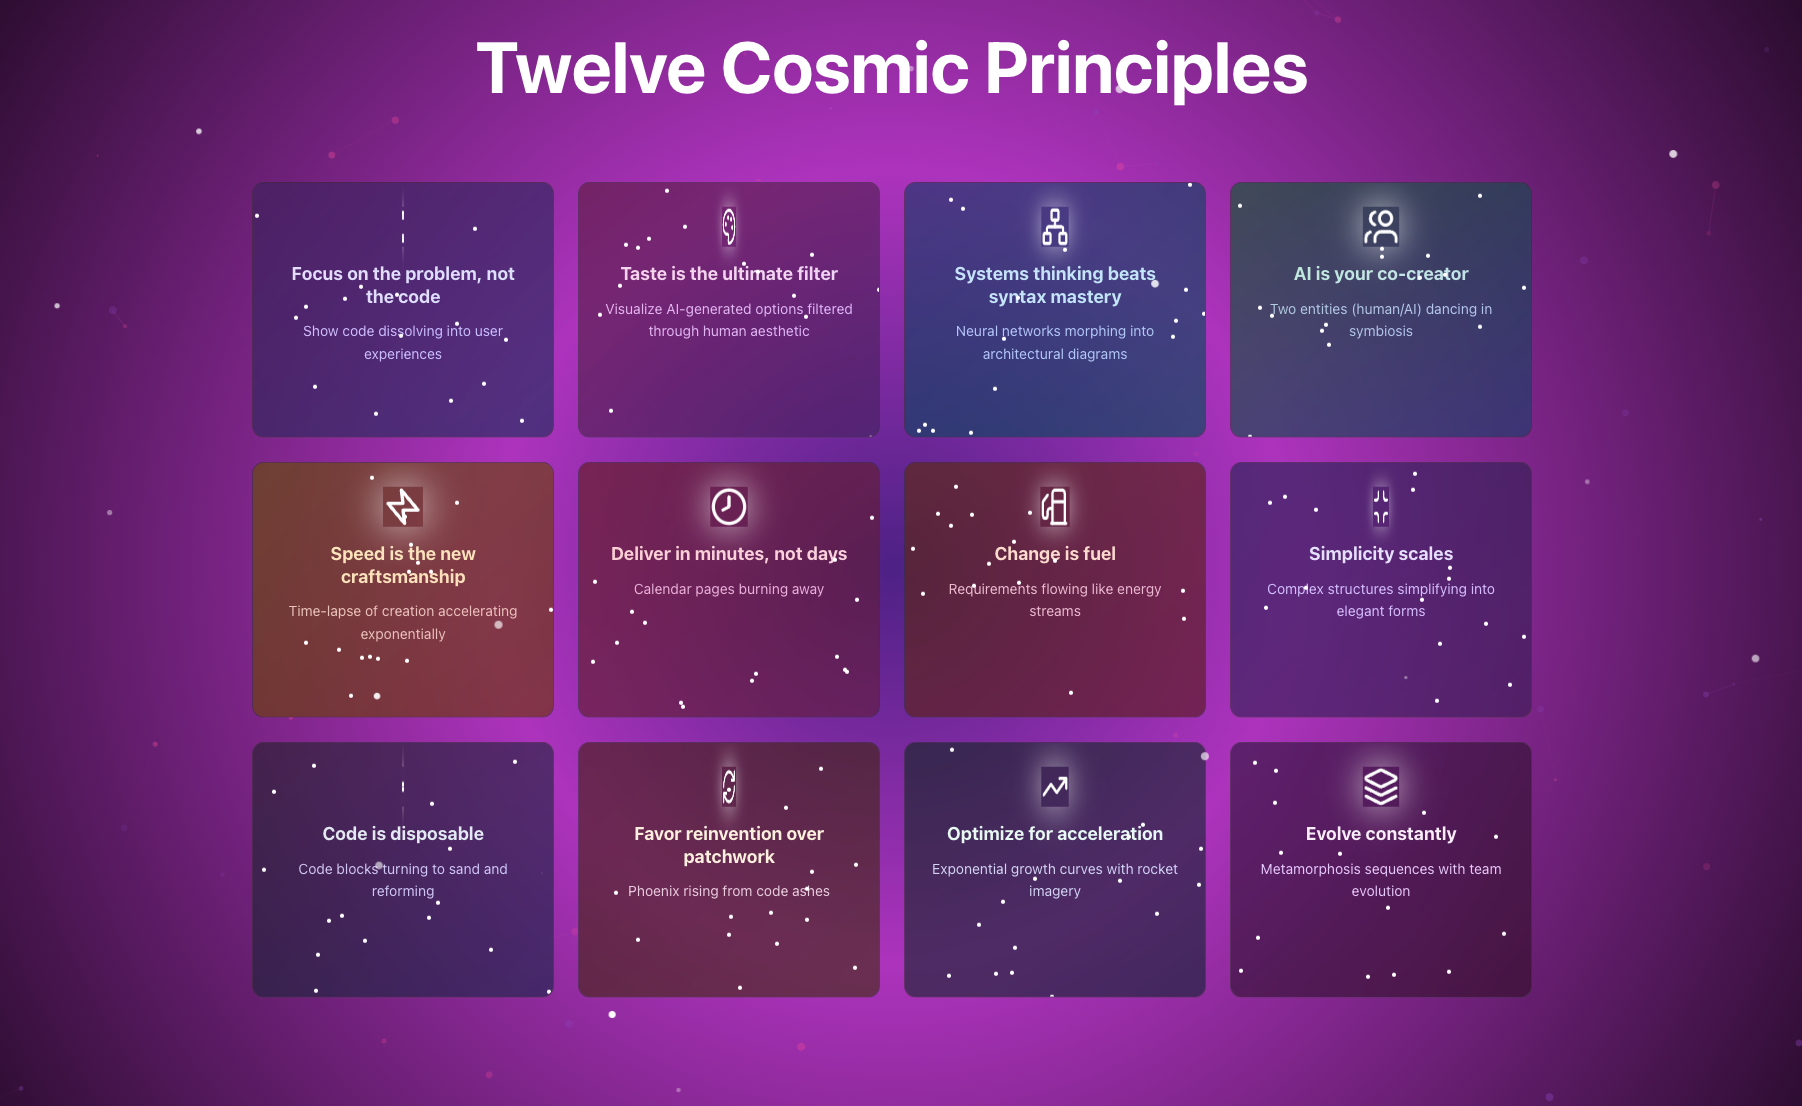 Twelve Cosmic Principles
Focus on the problem, not
the code
Show code dissolving into user
experiences
Taste is the ultimate filter
Visualize AI-generated options filtered
through human aesthetic
Systems thinking beats
syntax mastery
Neural networks morphing into
architectural diagrams
AI is your co-creator
Two entities (human/AI) dancing in
symbiosis
Speed is the new
craftsmanship
Time-lapse of creation accelerating
exponentially
Deliver in minutes, not days
Calendar pages burning away
Change is fuel
Requirements flowing like energy
streams
Simplicity scales
Complex structures simplifying into
elegant forms
Code is disposable
Code blocks turning to sand and
reforming
Favor reinvention over
patchwork
Phoenix rising from code ashes
Optimize for acceleration
Exponential growth curves with rocket
imagery
Evolve constantly
Metamorphosis sequences with team
evolution